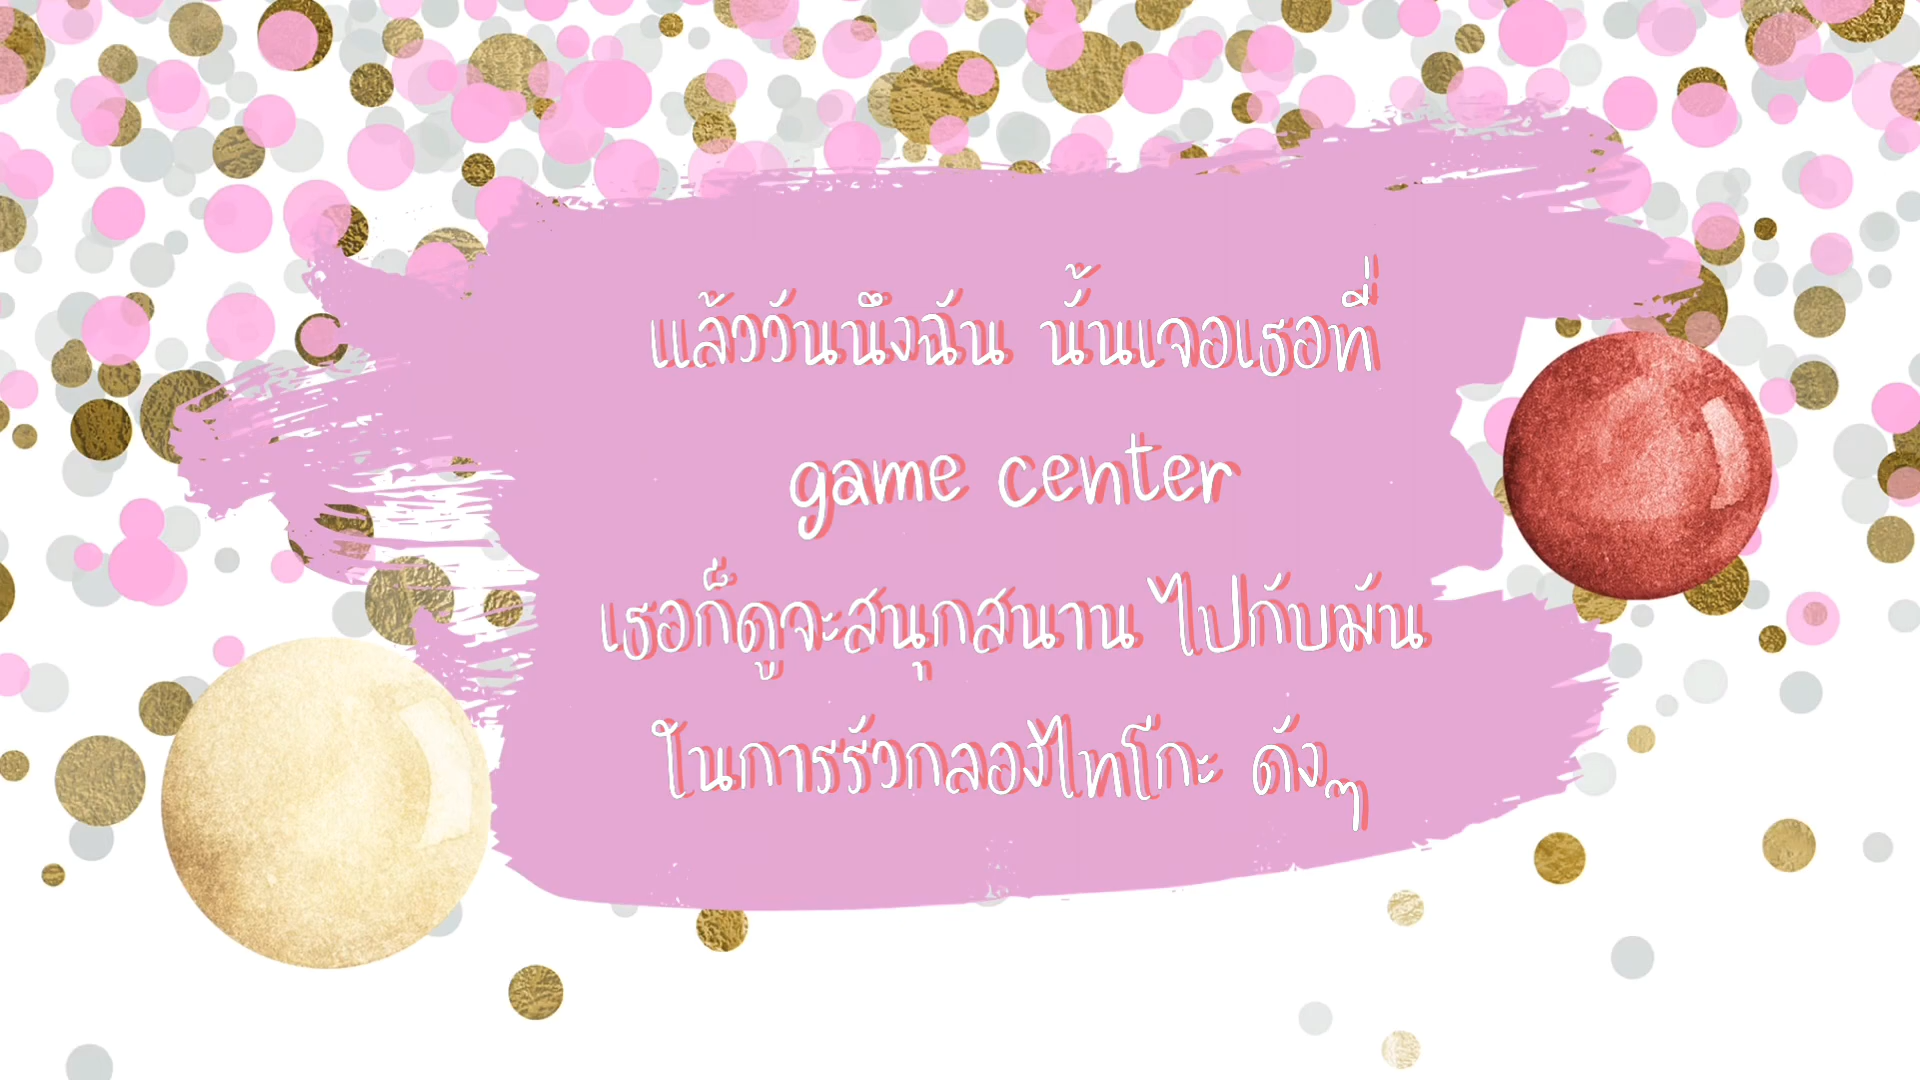 แล้ววันนึงฉัน นั้นเจอเธอที่
game center
เธอก็ดูจะสนุกสนาน ไปกับมัน
ในการรัวกลองไทโกะ ดังๆ